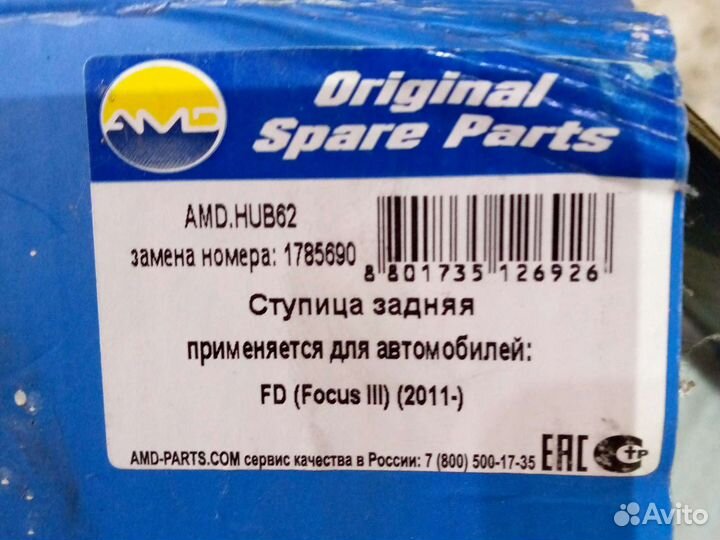 AMD
Original
Spare Parts
AMD.HUB62
замена номера: 1785690
8 801735 126926
Ступица задняя
применяется для автомобилей:
FD (Focus III) (2011-)
AMD-PARTS.COM сервис качества в России: 7 (800) 500-17-35
EAC
Avito